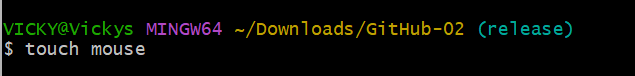 VICKY@Vickys MINGW64 ~/Downloads/GitHub-02 (release)
$ touch mouse